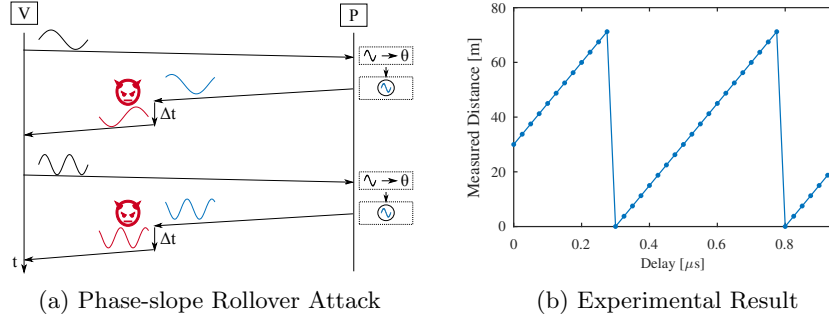 V
P
→ θ
Δt
→ θ
Δt
t
(a) Phase-slope Rollover Attack
80
60
40
20
0
Measured Distance [m]
0 0.2 0.4 0.6 0.8
Delay [μs]
(b) Experimental Result